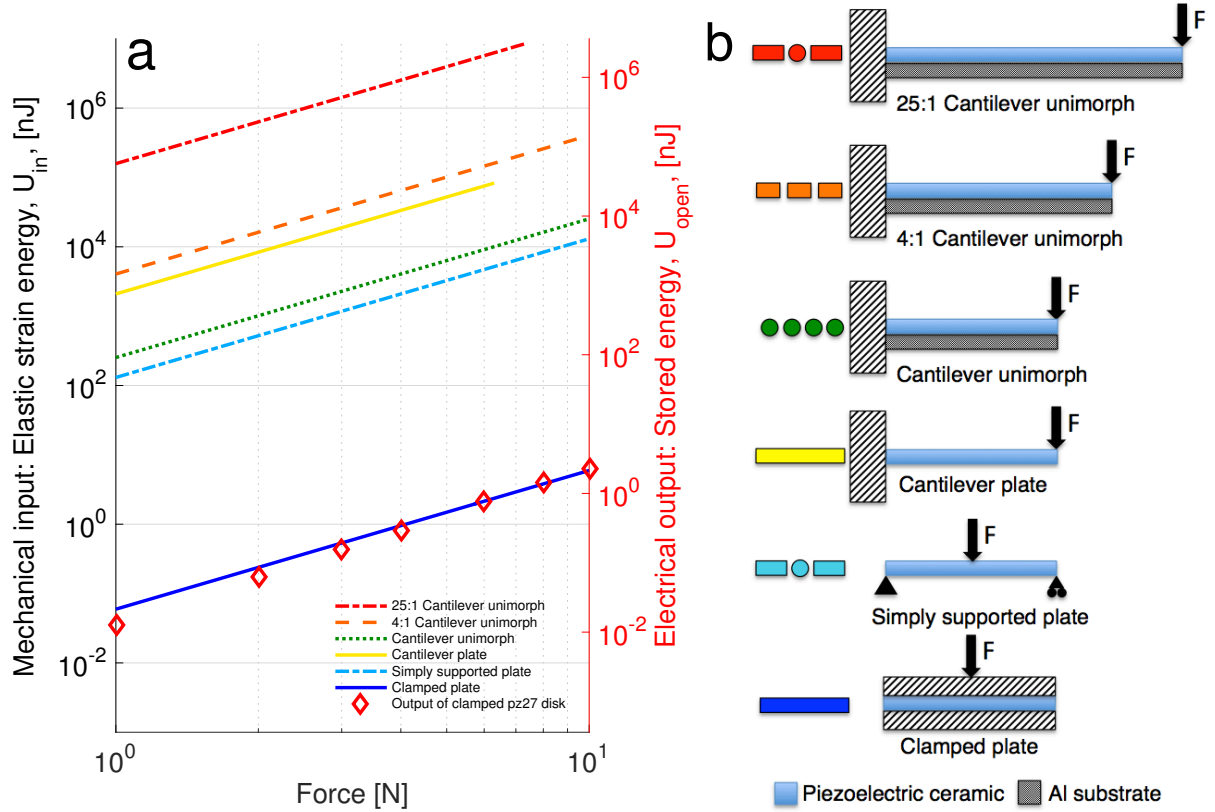 a
Mechanical input: Elastic strain energy, U_in, [nJ]
10^6
10^4
10^2
10^0
10^-2
10^0
10^1
Force [N]
25:1 Cantilever unimorph
4:1 Cantilever unimorph
Cantilever unimorph
Cantilever plate
Simply supported plate
Clamped plate
Output of clamped pz27 disk
10^6
10^4
10^2
10^0
10^-2
Electrical output: Stored energy, U_open, [nJ]
b
F
25:1 Cantilever unimorph
F
4:1 Cantilever unimorph
F
Cantilever unimorph
F
Cantilever plate
F
Simply supported plate
F
Clamped plate
Piezoelectric ceramic
Al substrate